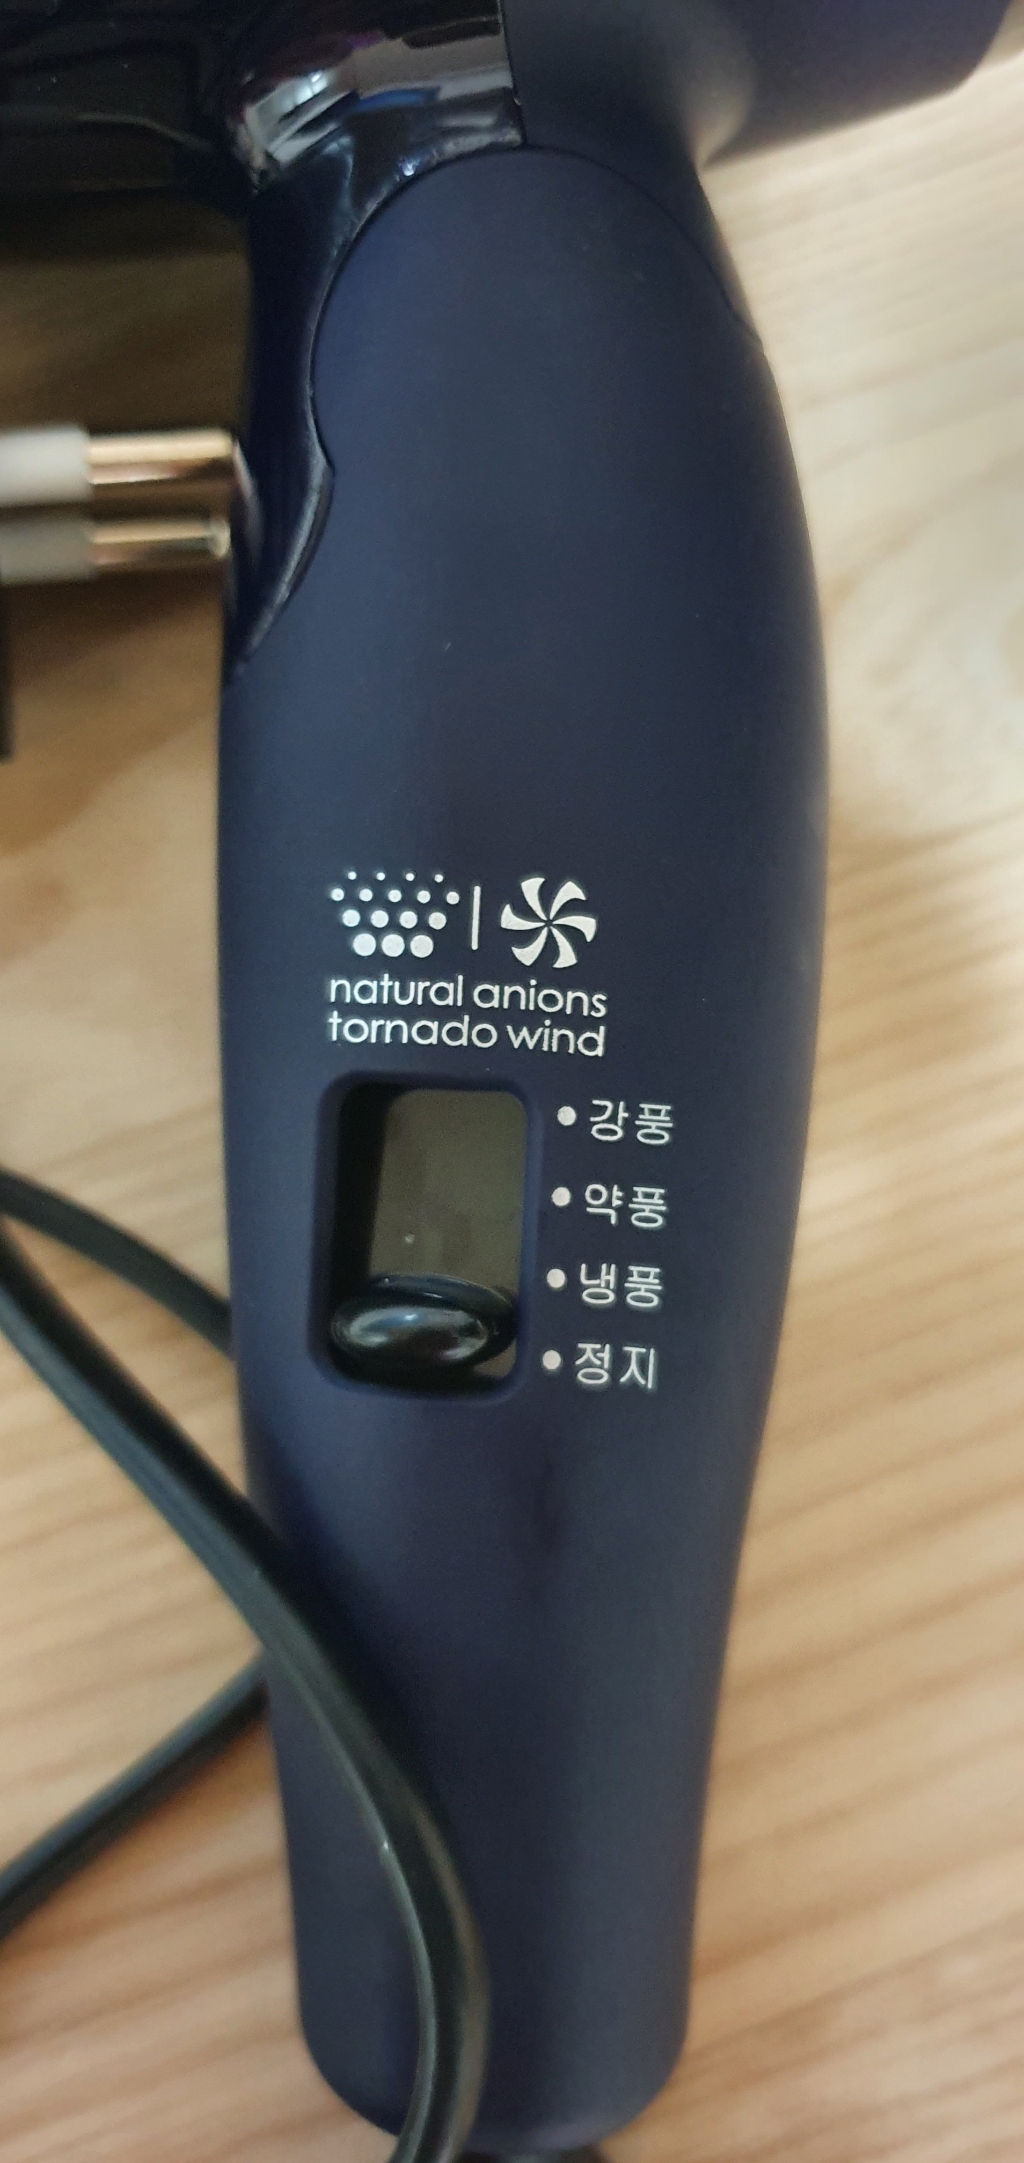 natural anions
tornado wind
• 강풍
• 약풍
• 냉풍
• 정지